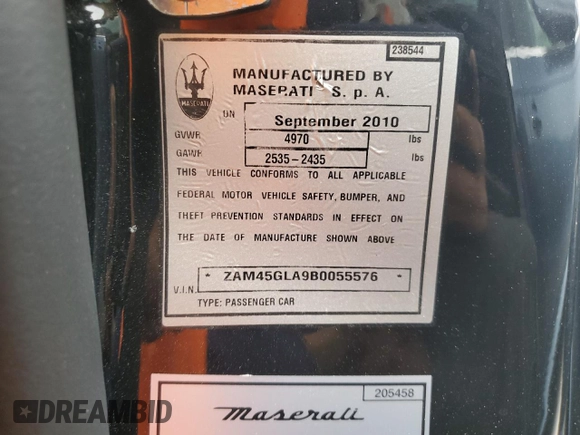 238544
MASERATI
MANUFACTURED BY
MASERATI S. p A.
ON September 2010
GVWR 4970 lbs
GAWR 2535-2435 lbs
THIS VEHICLE CONFORMS TO ALL APPLICABLE
FEDERAL MOTOR VEHICLE SAFETY, BUMPER, AND
THEFT PREVENTION STANDARDS IN EFFECT ON
THE DATE OF MANUFACTURE SHOWN ABOVE
V.I.N. * ZAM45GLA9B0055576 *
TYPE: PASSENGER CAR
205458
Maserati
DREAMBID